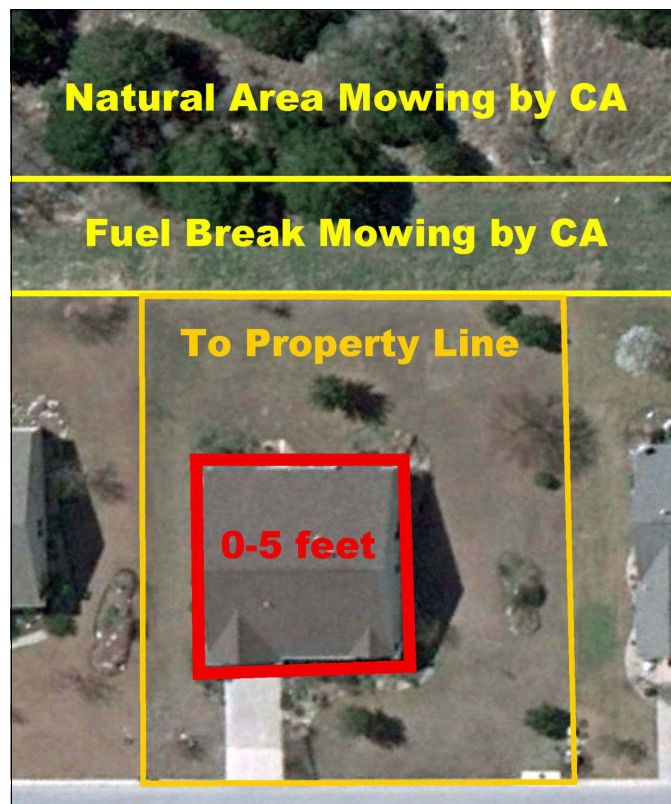 Natural Area Mowing by CA
Fuel Break Mowing by CA
To Property Line
0-5 feet